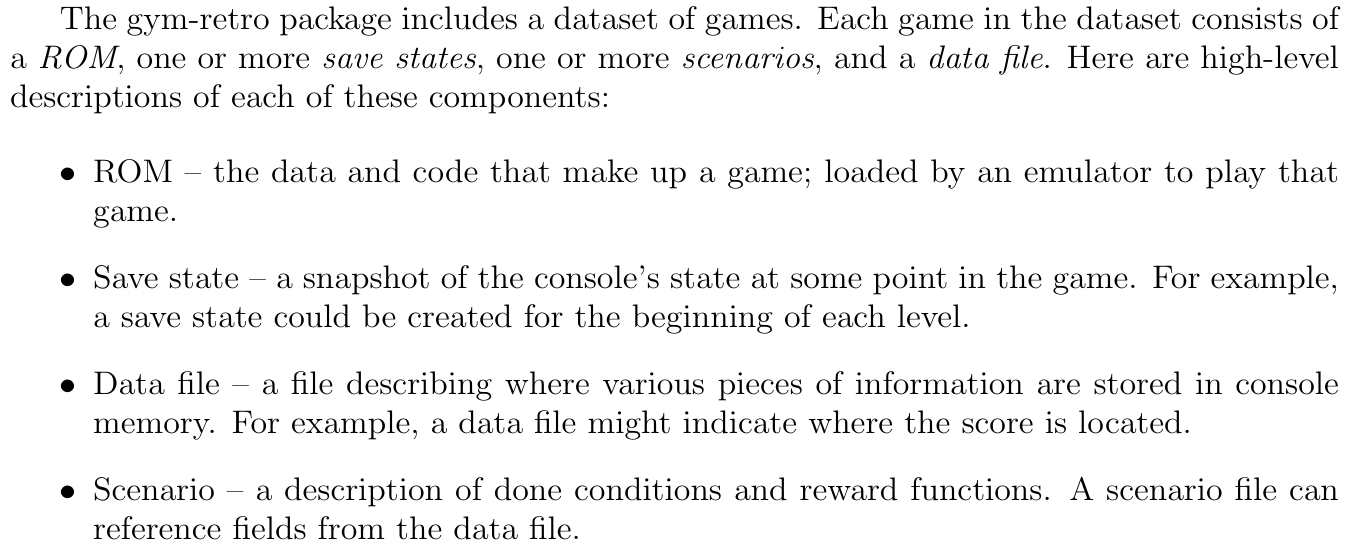 The gym-retro package includes a dataset of games. Each game in the dataset consists of
a ROM, one or more save states, one or more scenarios, and a data file. Here are high-level
descriptions of each of these components:
• ROM – the data and code that make up a game; loaded by an emulator to play that
game.
• Save state – a snapshot of the console's state at some point in the game. For example,
a save state could be created for the beginning of each level.
• Data file – a file describing where various pieces of information are stored in console
memory. For example, a data file might indicate where the score is located.
• Scenario – a description of done conditions and reward functions. A scenario file can
reference fields from the data file.